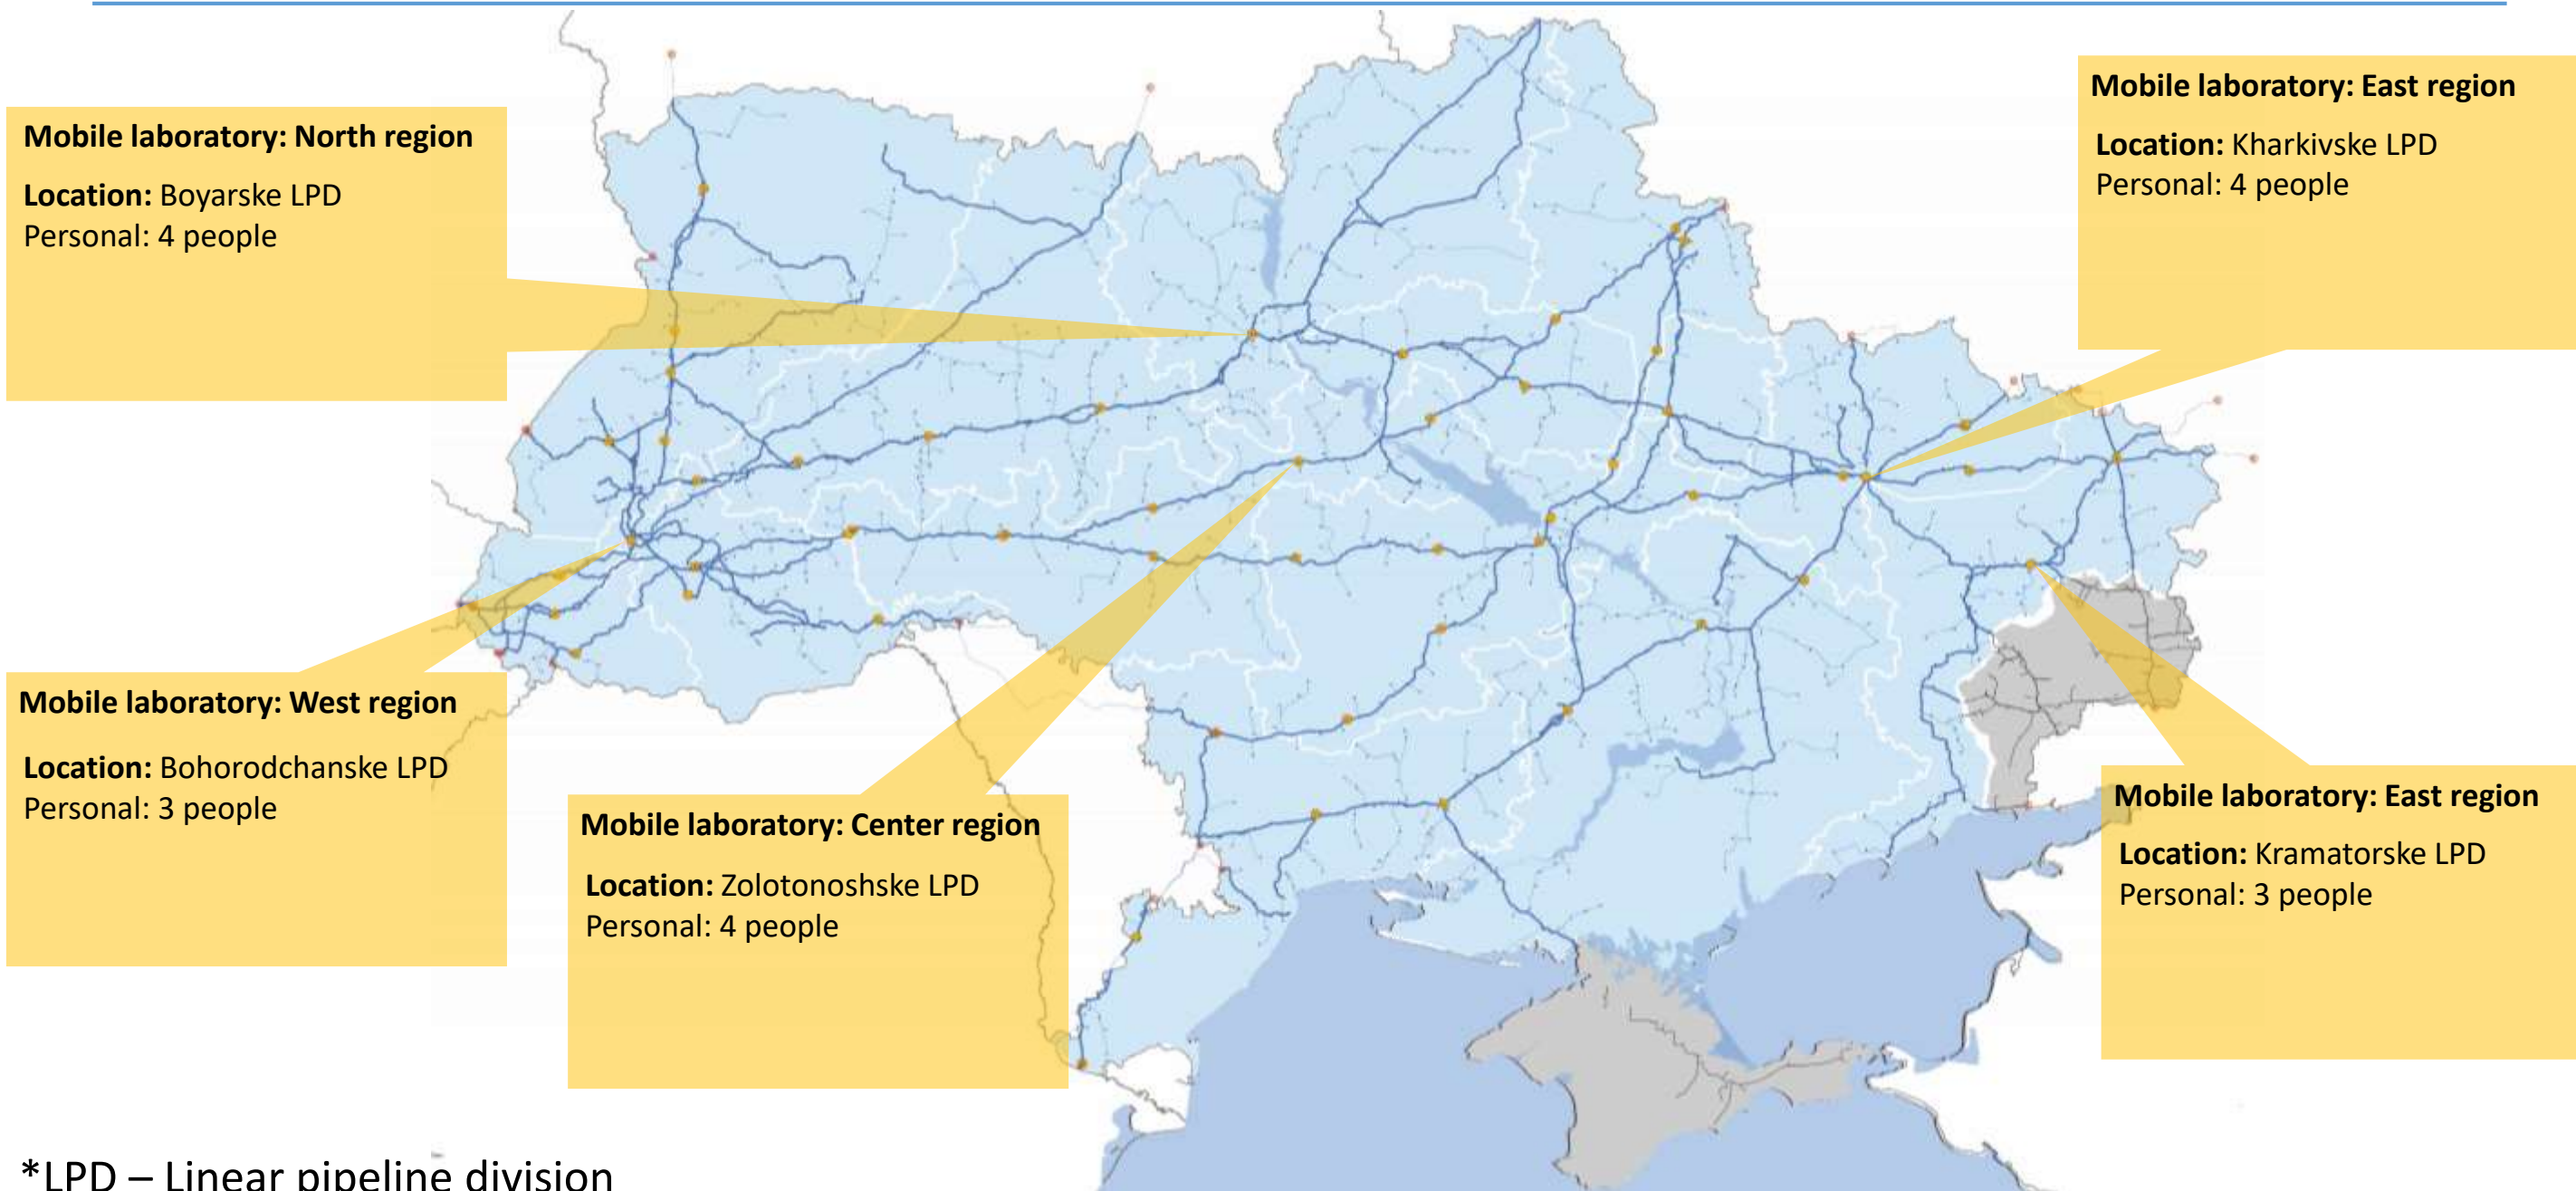 Mobile laboratory: North region
Location: Boyarske LPD
Personal: 4 people
Mobile laboratory: East region
Location: Kharkivske LPD
Personal: 4 people
Mobile laboratory: West region
Location: Bohorodchanske LPD
Personal: 3 people
Mobile laboratory: Center region
Location: Zolotonoshske LPD
Personal: 4 people
Mobile laboratory: East region
Location: Kramatorske LPD
Personal: 3 people
*LPD – Linear pipeline division